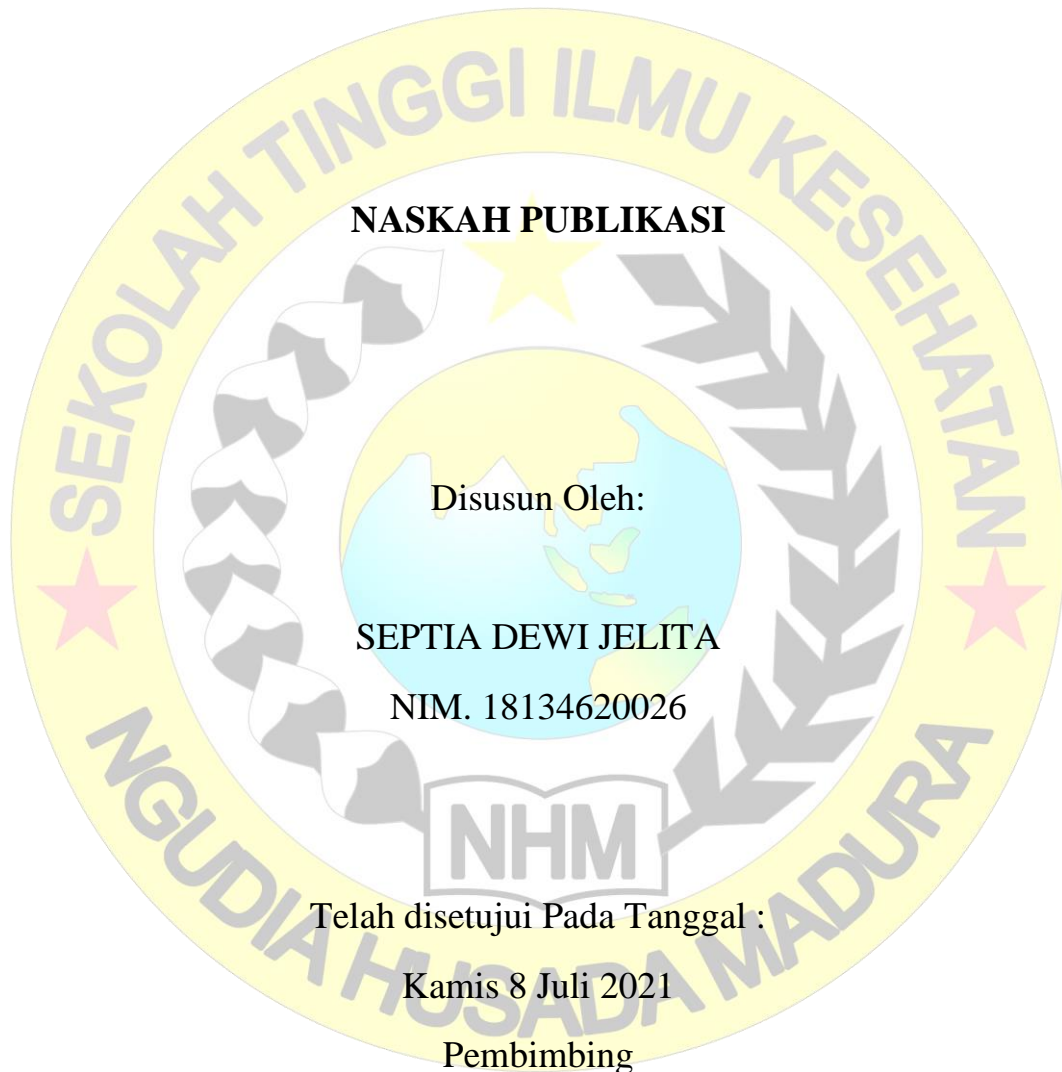 SEKOLAH TINGGI ILMU KESEHATAN
NASKAH PUBLIKASI
Disusun Oleh:
SEPTIA DEWI JELITA
NIM. 18134620026
NHM
Telah disetujui Pada Tanggal :
Kamis 8 Juli 2021
Pembimbing
NGUDIA HUSADA MADURA